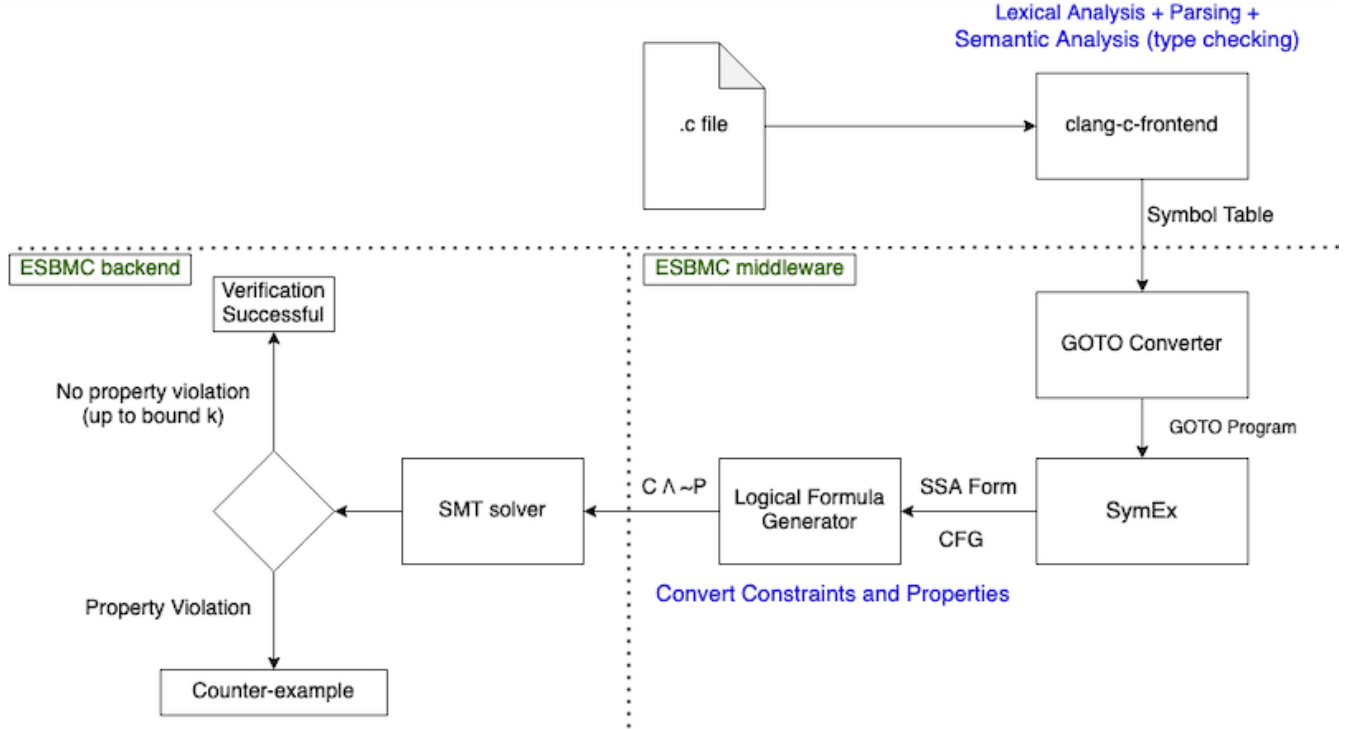 Lexical Analysis + Parsing +
Semantic Analysis (type checking)
.c file
clang-c-frontend
Symbol Table
ESBMC backend
ESBMC middleware
Verification
Successful
GOTO Converter
No property violation
(up to bound k)
GOTO Program
SMT solver
C Λ ~P
Logical Formula
Generator
SSA Form
CFG
SymEx
Convert Constraints and Properties
Property Violation
Counter-example